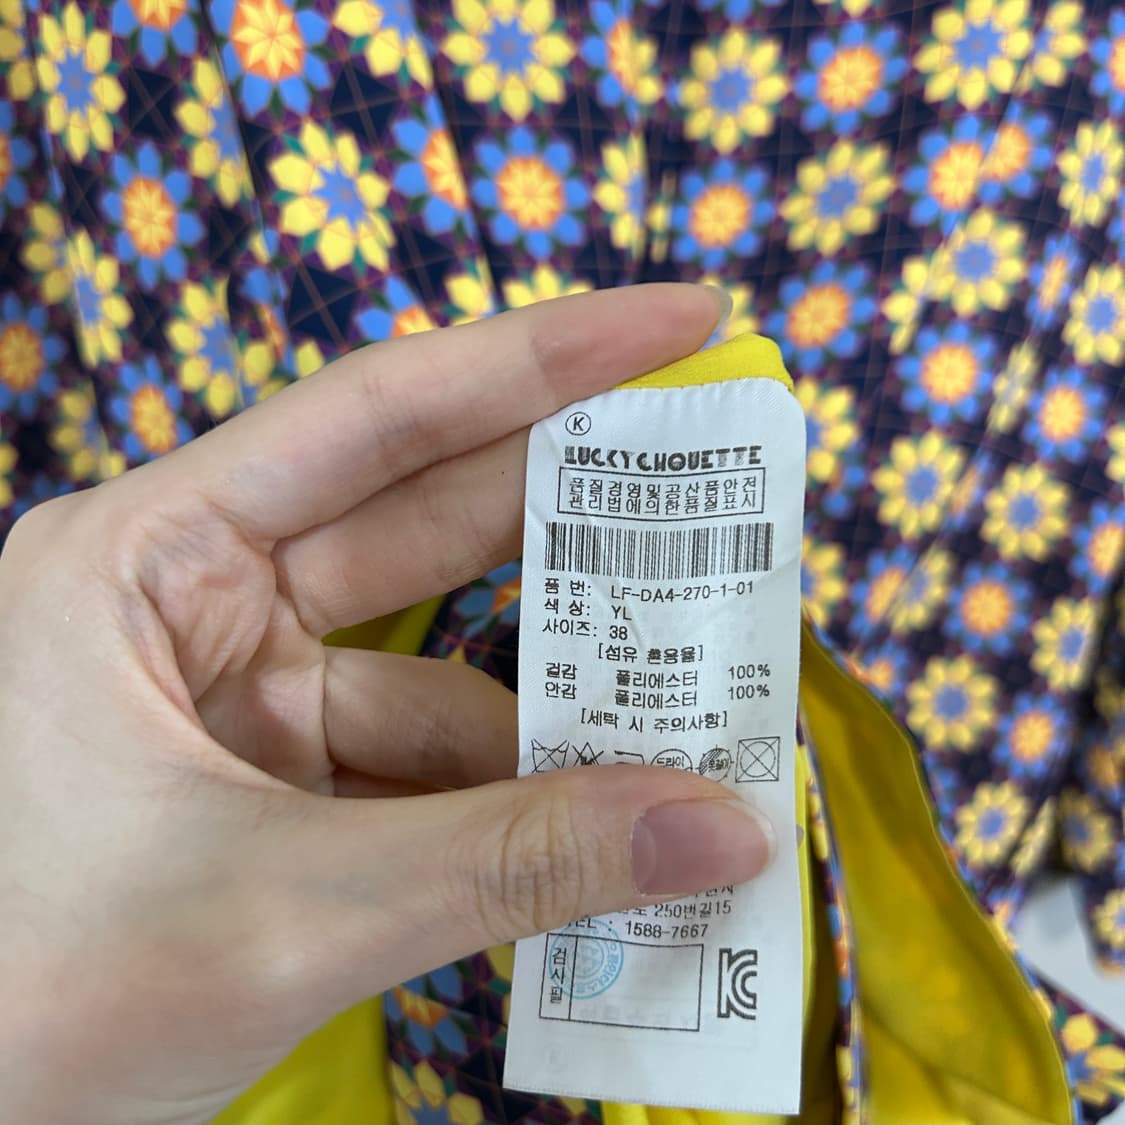 K
LUCKY CHOUETTE
품질경영및공산품안전
관리법에의한품질표시
품 번: LF-DA4-270-1-01
색 상: YL
사이즈: 38
[섬유 혼용율]
겉감 폴리에스터 100%
안감 폴리에스터 100%
[세탁 시 주의사항]
드라이 옷걸이
250번길15
TEL : 1588-7667
검사필